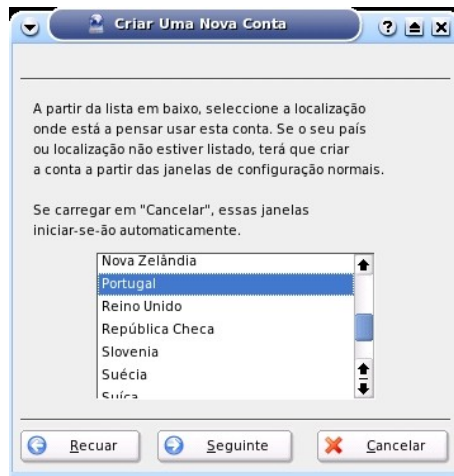 Criar Uma Nova Conta
A partir da lista em baixo, seleccione a localização
onde está a pensar usar esta conta. Se o seu país
ou localização não estiver listado, terá que criar
a conta a partir das janelas de configuração normais.
Se carregar em "Cancelar", essas janelas
iniciar-se-ão automaticamente.
Nova Zelândia
Portugal
Reino Unido
República Checa
Slovenia
Suécia
Suíça
Recuar
Seguinte
Cancelar